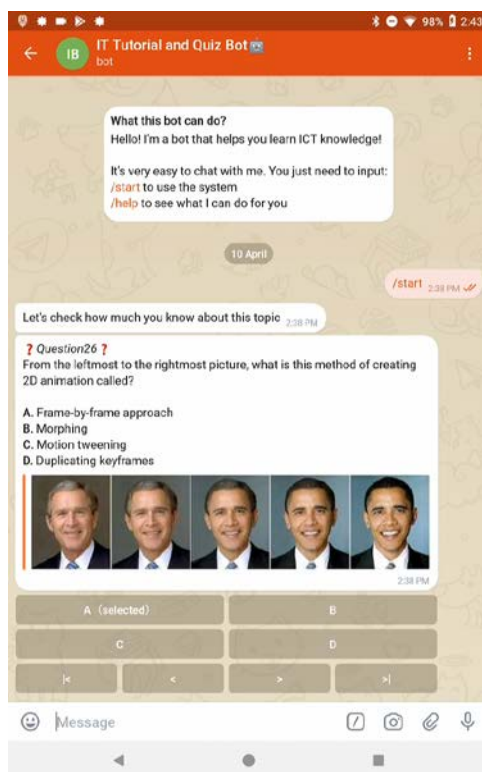 98% 2:43
IB
IT Tutorial and Quiz Bot
bot
What this bot can do?
Hello! I'm a bot that helps you learn ICT knowledge!
It's very easy to chat with me. You just need to input:
/start to use the system
/help to see what I can do for you
10 April
/start 2:38 PM
Let's check how much you know about this topic 2:38 PM
❓ Question26 ❓
From the leftmost to the rightmost picture, what is this method of creating
2D animation called?
A. Frame-by-frame approach
B. Morphing
C. Motion tweening
D. Duplicating keyframes
2:38 PM
A (selected) B
C D
|< < > >|
Message